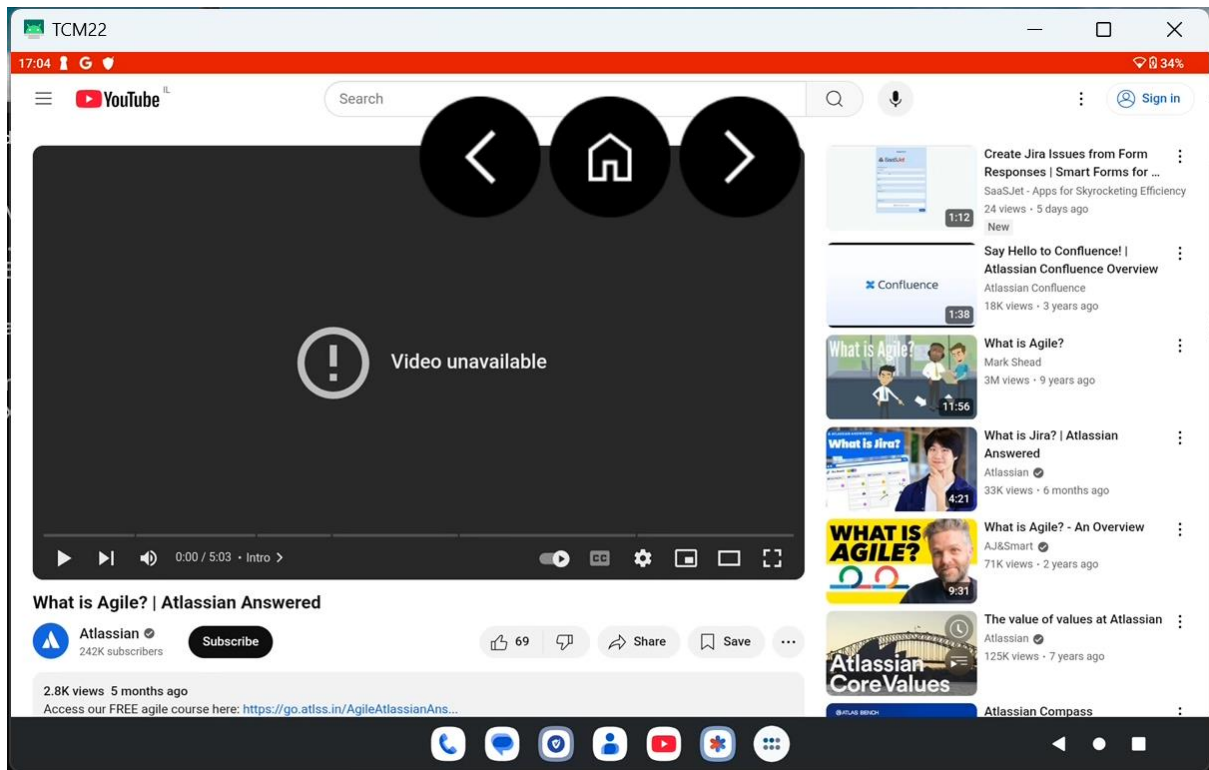 TCM22
17:04
34%
YouTube IL
Search
Sign in
Video unavailable
0:00 / 5:03 • Intro
CC
What is Agile? | Atlassian Answered
Atlassian
242K subscribers
Subscribe
69
Share
Save
2.8K views 5 months ago
Access our FREE agile course here: https://go.atlss.in/AgileAtlassianAns...
SaaSJet
1:12
Create Jira Issues from Form
Responses | Smart Forms for ...
SaaSJet - Apps for Skyrocketing Efficiency
24 views • 5 days ago
New
Confluence
1:38
Say Hello to Confluence! |
Atlassian Confluence Overview
Atlassian Confluence
18K views • 3 years ago
What is Agile?
11:56
What is Agile?
Mark Shead
3M views • 9 years ago
What is Jira?
4:21
What is Jira? | Atlassian
Answered
Atlassian
33K views • 6 months ago
WHAT IS
AGILE?
9:31
What is Agile? - An Overview
AJ&Smart
71K views • 2 years ago
Atlassian
Core Values
The value of values at Atlassian
Atlassian
125K views • 7 years ago
Atlassian Compass